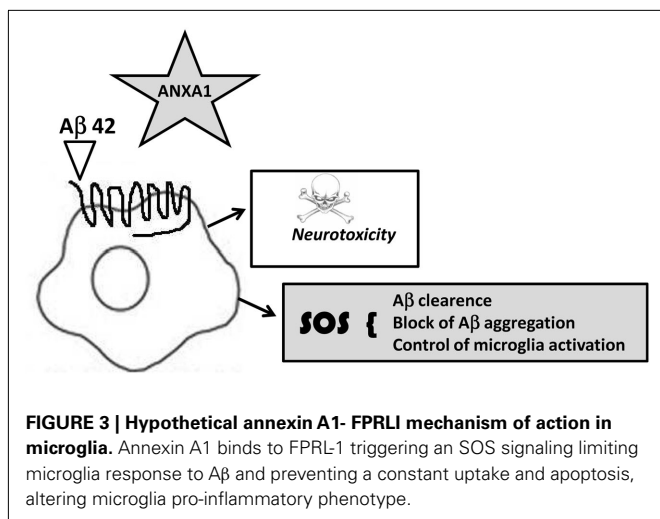 ANXA1
Aβ 42
Neurotoxicity
SOS {
Aβ clearence
Block of Aβ aggregation
Control of microglia activation
FIGURE 3 | Hypothetical annexin A1- FPRLI mechanism of action in
microglia. Annexin A1 binds to FPRL-1 triggering an SOS signaling limiting
microglia response to Aβ and preventing a constant uptake and apoptosis,
altering microglia pro-inflammatory phenotype.